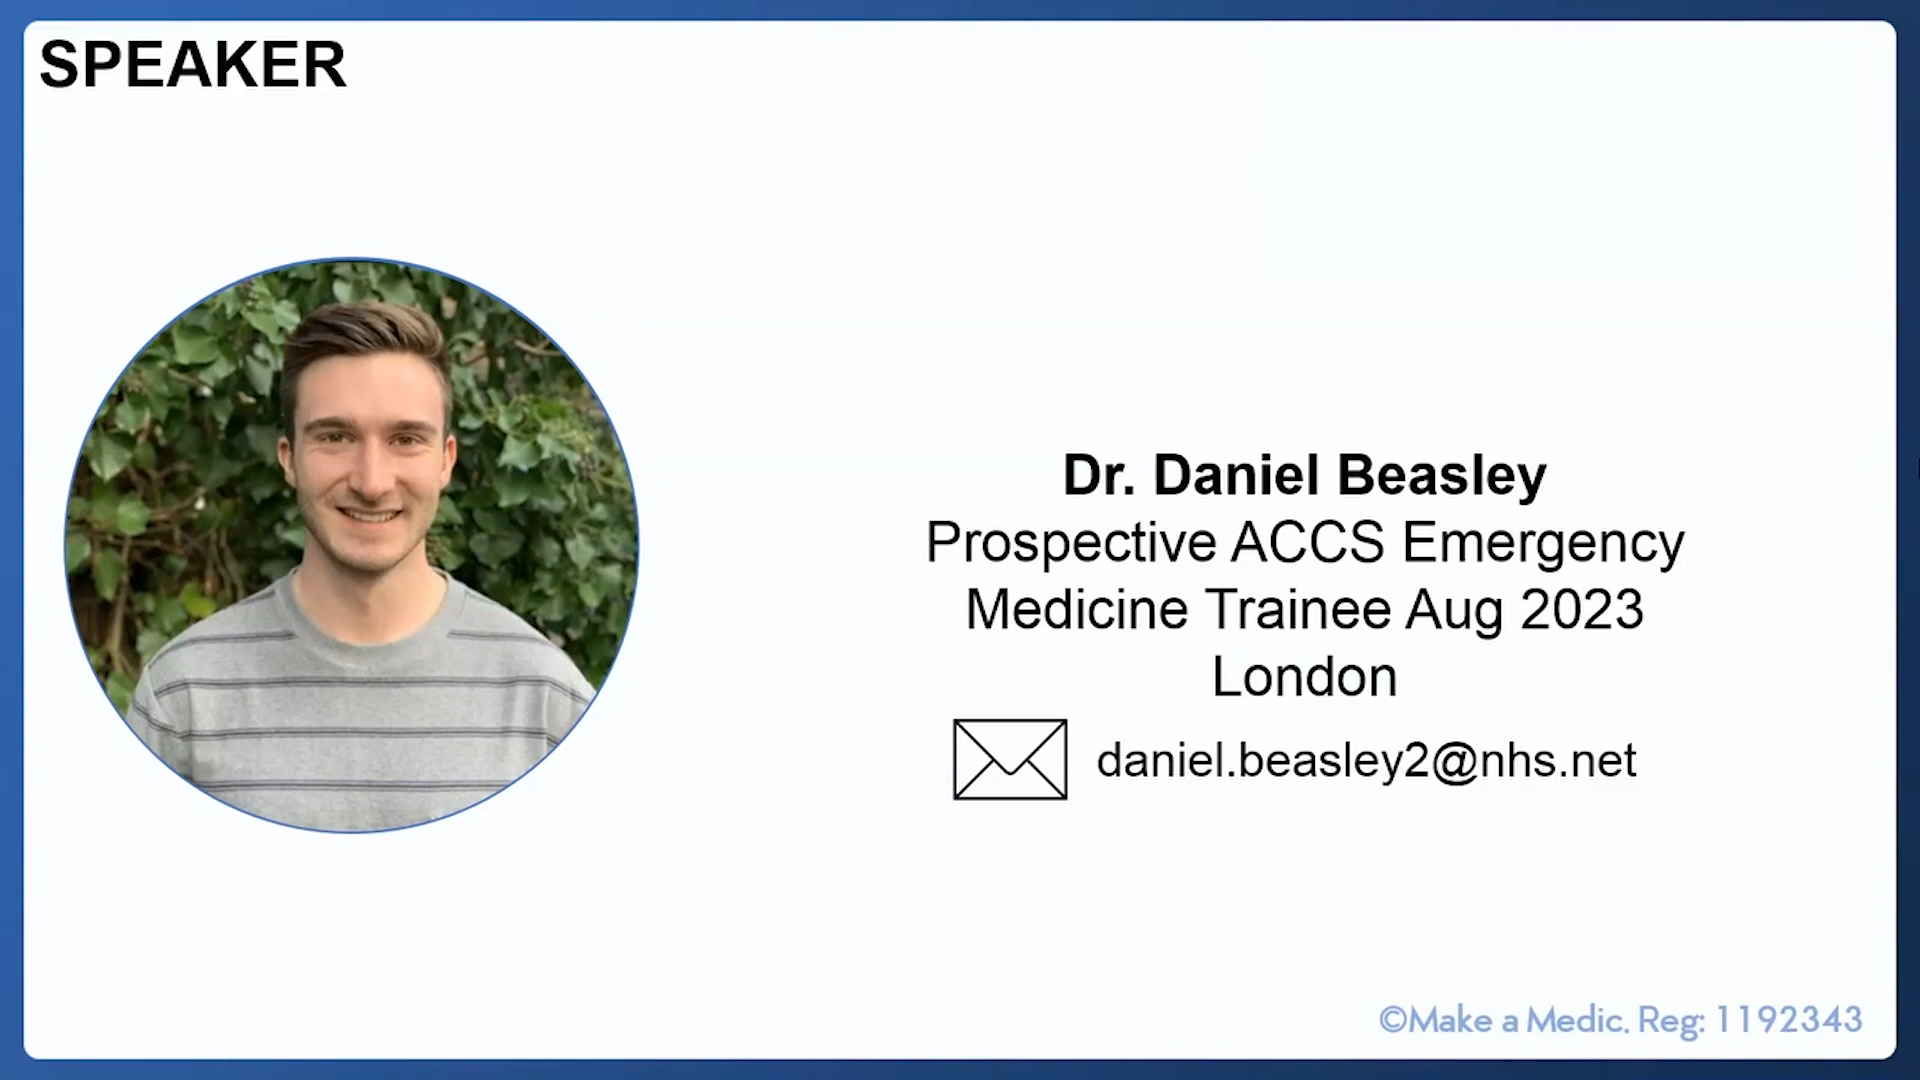 SPEAKER
Dr. Daniel Beasley
Prospective ACCS Emergency
Medicine Trainee Aug 2023
London
daniel.beasley2@nhs.net
©Make a Medic. Reg: 1192343